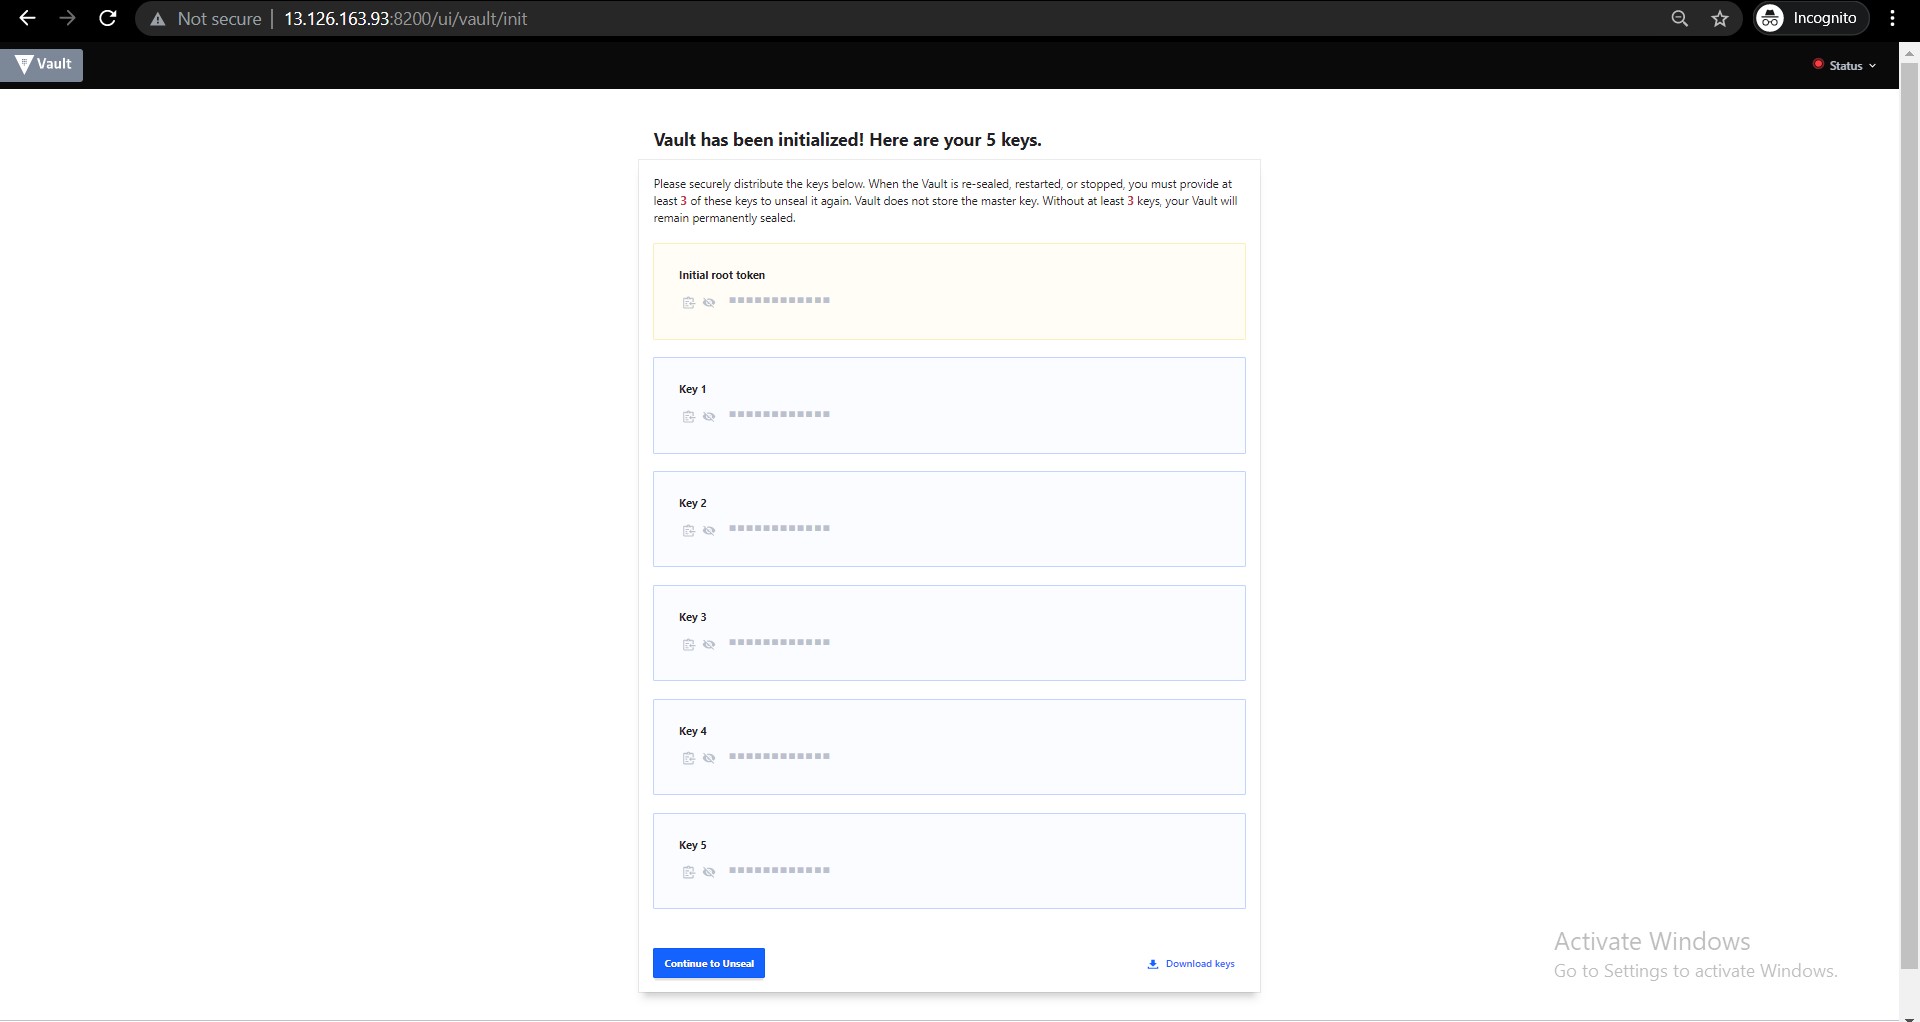 Not secure 13.126.163.93:8200/ui/vault/init Incognito
Vault Status
Vault has been initialized! Here are your 5 keys.
Please securely distribute the keys below. When the Vault is re-sealed, restarted, or stopped, you must provide at
least 3 of these keys to unseal it again. Vault does not store the master key. Without at least 3 keys, your Vault will
remain permanently sealed.
Initial root token
Key 1
Key 2
Key 3
Key 4
Key 5
Continue to Unseal Download keys
Activate Windows
Go to Settings to activate Windows.